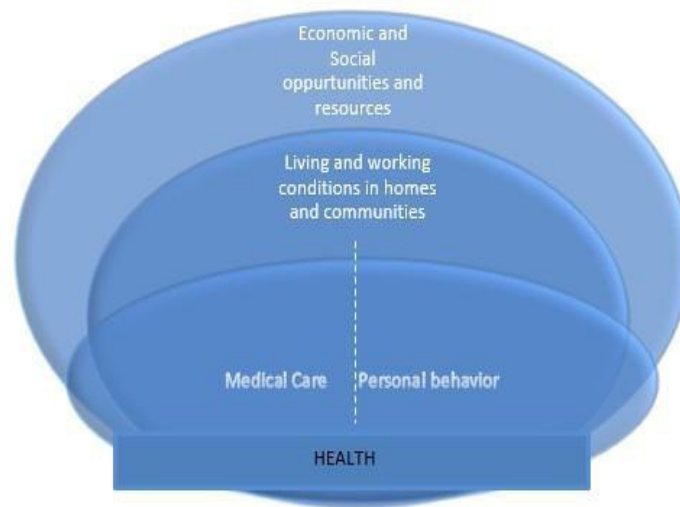 Economic and
Social
oppurtunities and
resources
Living and working
conditions in homes
and communities
Medical Care
Personal behavior
HEALTH